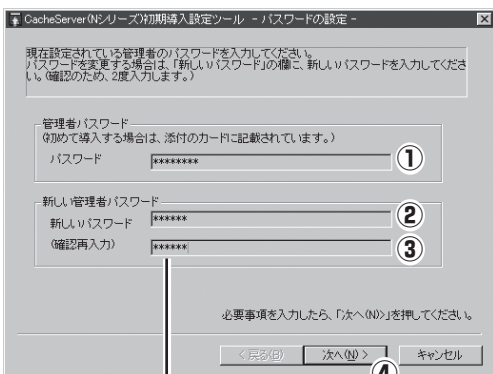 CacheServer(Nシリーズ)初期導入設定ツール - パスワードの設定 -
現在設定されている管理者のパスワードを入力してください。
パスワードを変更する場合は、「新しいパスワード」の欄に、新しいパスワードを入力してくださ
い。(確認のため、2度入力します。)
管理者パスワード
(初めて導入する場合は、添付のカードに記載されています。)
パスワード ******** ①
新しい管理者パスワード
新しいパスワード ****** ②
(確認再入力) ****** ③
必要事項を入力したら、「次へ(N)>」を押してください。
< 戻る(B) 次へ(N) > キャンセル
④